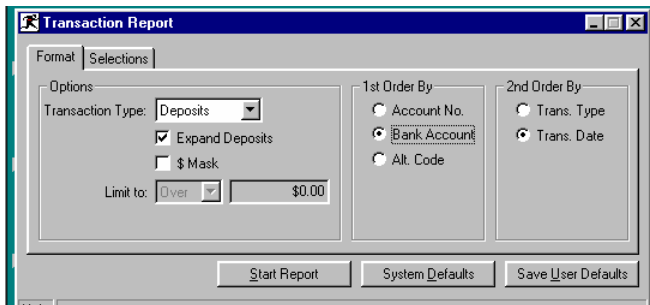 Transaction Report
Format Selections
Options
Transaction Type: Deposits
Expand Deposits
$ Mask
Limit to: Over $0.00
1st Order By
Account No.
Bank Account
Alt. Code
2nd Order By
Trans. Type
Trans. Date
Start Report System Defaults Save User Defaults